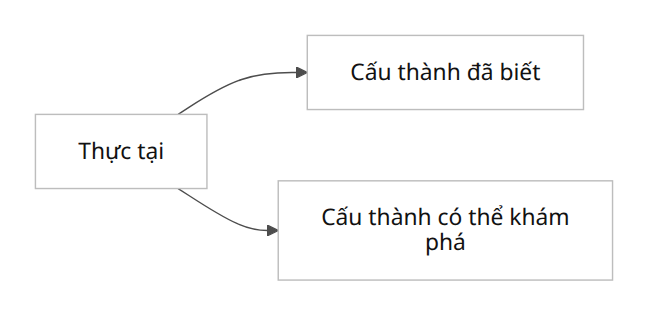 Cấu thành đã biết
Thực tại
Cấu thành có thể khám
phá